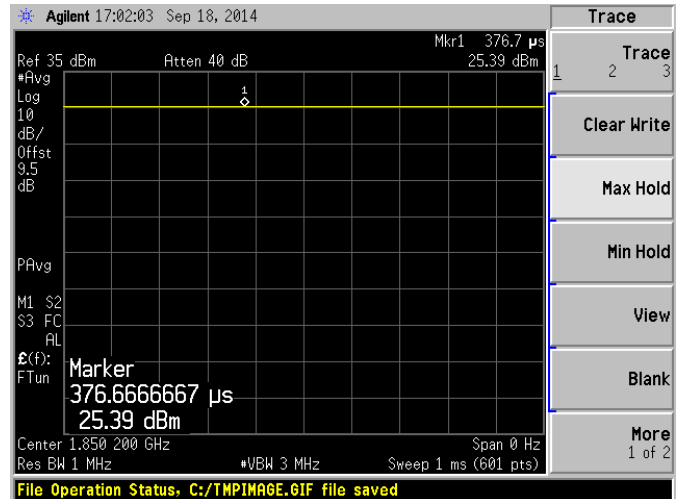 Agilent 17:02:03 Sep 18, 2014
Trace
Mkr1 376.7 µs
Ref 35 dBm Atten 40 dB 25.39 dBm
#Avg
Log
10
dB/
Offst
9.5
dB
1
PAvg
M1 S2
S3 FC
AL
£(f):
FTun
Marker
376.6666667 µs
25.39 dBm
Center 1.850 200 GHz Span 0 Hz
Res BW 1 MHz #VBW 3 MHz Sweep 1 ms (601 pts)
File Operation Status, C:/TMPIMAGE.GIF file saved
Trace
1 2 3
Clear Write
Max Hold
Min Hold
View
Blank
More
1 of 2